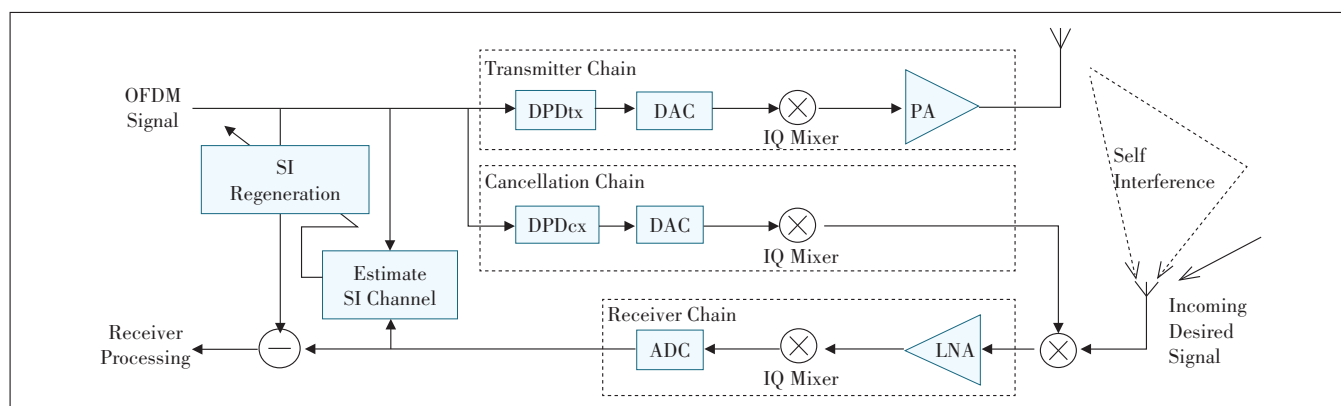 Transmitter Chain
OFDM
Signal
DPDtx
DAC
IQ Mixer
PA
SI
Regeneration
Cancellation Chain
DPDcx
DAC
IQ Mixer
Self
Interference
Estimate
SI Channel
Receiver Chain
Receiver
Processing
ADC
IQ Mixer
LNA
Incoming
Desired
Signal